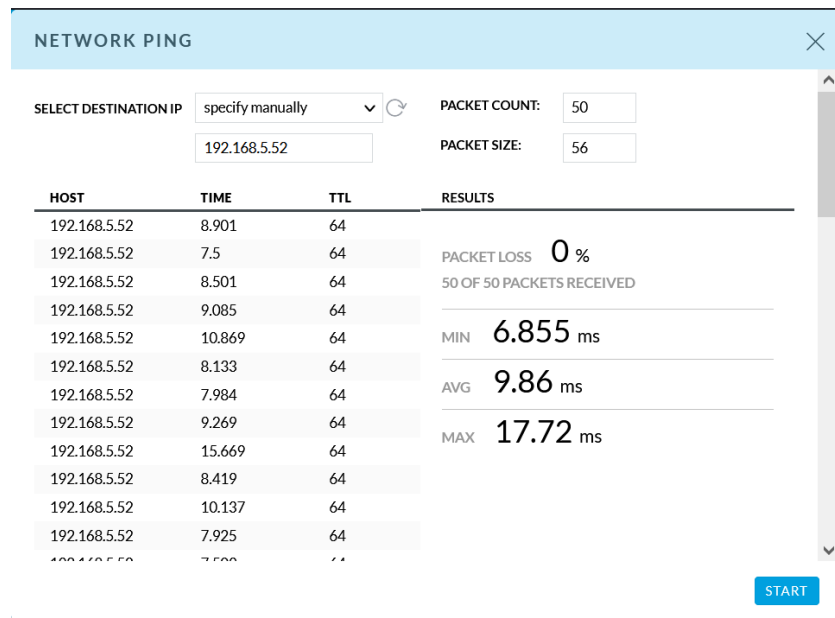 NETWORK PING
SELECT DESTINATION IP specify manually PACKET COUNT: 50
192.168.5.52 PACKET SIZE: 56
HOST TIME TTL RESULTS
192.168.5.52 8.901 64
192.168.5.52 7.5 64
192.168.5.52 8.501 64
192.168.5.52 9.085 64
192.168.5.52 10.869 64
192.168.5.52 8.133 64
192.168.5.52 7.984 64
192.168.5.52 9.269 64
192.168.5.52 15.669 64
192.168.5.52 8.419 64
192.168.5.52 10.137 64
192.168.5.52 7.925 64
PACKET LOSS 0 %
50 OF 50 PACKETS RECEIVED
MIN 6.855 ms
AVG 9.86 ms
MAX 17.72 ms
START